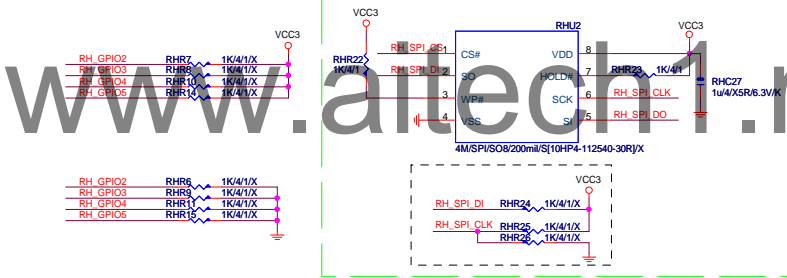 VCC3
RH_GPIO2 RHR7 1K/4/1/X
RH_GPIO3 RHR8 1K/4/1/X
RH_GPIO4 RHR10 1K/4/1/X
RH_GPIO5 RHR14 1K/4/1/X
RH_GPIO2 RHR6 1K/4/1/X
RH_GPIO3 RHR9 1K/4/1/X
RH_GPIO4 RHR11 1K/4/1/X
RH_GPIO5 RHR15 1K/4/1/X
VCC3
RHR22
1K/4/1
RHU2
VCC3
RH_SPI_CS 1 CS# VDD 8
RH_SPI_DI 2 SO HOLD# 7 RHR23 1K/4/1
3 WP# SCK 6 RH_SPI_CLK
4 VSS SI 5 RH_SPI_DO
RHC27
1u/4/X5R/6.3V/K
4M/SPI/SO8/200mil/S[10HP4-112540-30R]/X
VCC3
RH_SPI_DI RHR24 1K/4/1/X
RH_SPI_CLK RHR25 1K/4/1/X
RHR26 1K/4/1/X
www.aitech1.r